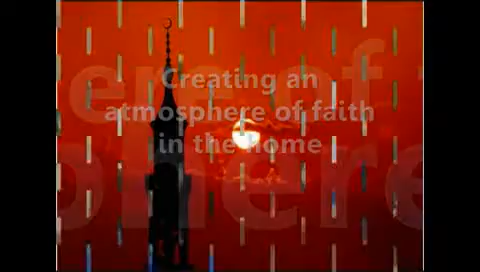 Creating an
atmosphere of faith
in the home